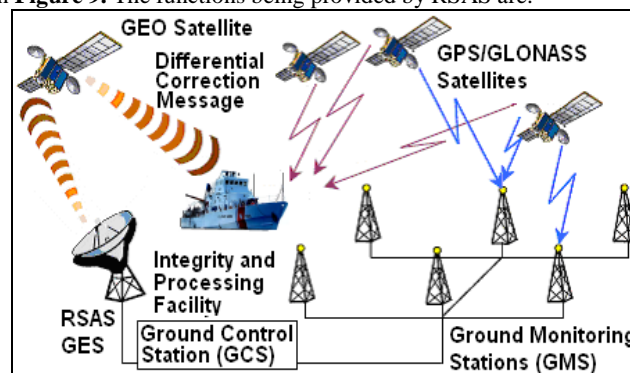 Figure 9. The functions being provided by RSAS are:
GEO Satellite
Differential
Correction
Message
GPS/GLONASS
Satellites
Integrity and
Processing
Facility
RSAS
GES
Ground Control
Station (GCS)
Ground Monitoring
Stations (GMS)